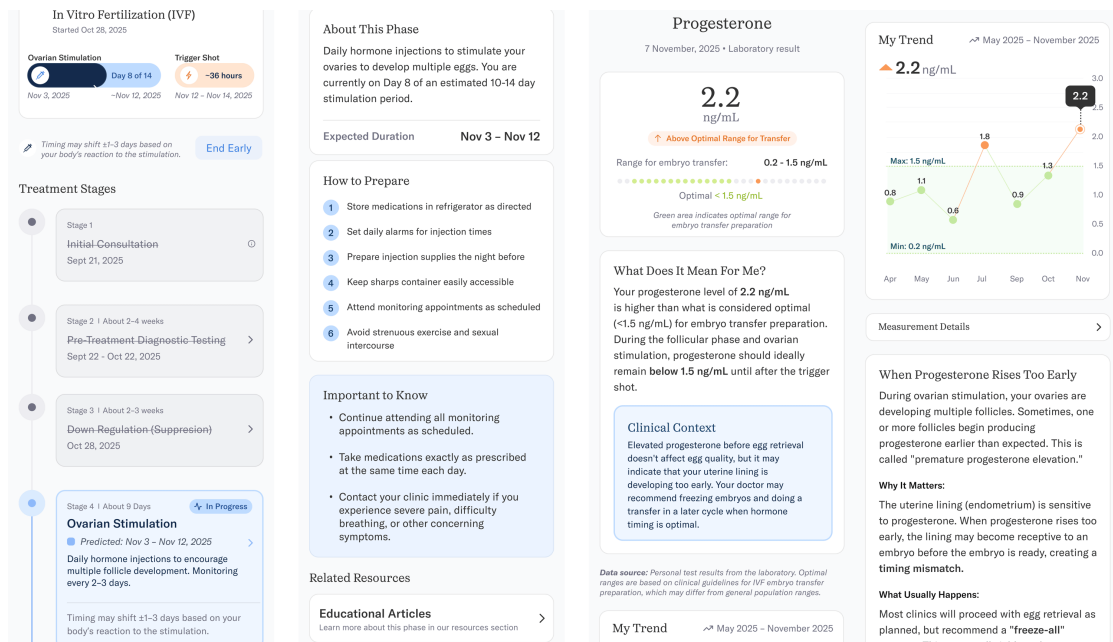 In Vitro Fertilization (IVF)
Started Oct 28, 2025
Ovarian Stimulation
Trigger Shot
Day 8 of 14
~36 hours
Nov 3, 2025
~Nov 12, 2025
Nov 12 – Nov 14, 2025
Timing may shift ±1-3 days based on
your body's reaction to the stimulation.
End Early
Treatment Stages
Stage 1
Initial Consultation
Sept 21, 2025
Stage 2 | About 2–4 weeks
Pre-Treatment Diagnostic Testing
Sept 22 - Oct 22, 2025
Stage 3 | About 2–3 weeks
Down Regulation (Suppresion)
Oct 28, 2025
Stage 4 | About 9 Days
In Progress
Ovarian Stimulation
Predicted: Nov 3 – Nov 12, 2025
Daily hormone injections to encourage
multiple follicle development. Monitoring
every 2–3 days.
Timing may shift ±1-3 days based on your
body's reaction to the stimulation.
About This Phase
Daily hormone injections to stimulate your
ovaries to develop multiple eggs. You are
currently on Day 8 of an estimated 10-14 day
stimulation period.
Expected Duration
Nov 3 – Nov 12
How to Prepare
1 Store medications in refrigerator as directed
2 Set daily alarms for injection times
3 Prepare injection supplies the night before
4 Keep sharps container easily accessible
5 Attend monitoring appointments as scheduled
6 Avoid strenuous exercise and sexual
intercourse
Important to Know
• Continue attending all monitoring
appointments as scheduled.
• Take medications exactly as prescribed
at the same time each day.
• Contact your clinic immediately if you
experience severe pain, difficulty
breathing, or other concerning
symptoms.
Related Resources
Educational Articles
Learn more about this phase in our resources section
Progesterone
7 November, 2025 • Laboratory result
2.2
ng/mL
Above Optimal Range for Transfer
Range for embryo transfer:
0.2 - 1.5 ng/mL
Optimal < 1.5 ng/mL
Green area indicates optimal range for
embryo transfer preparation
What Does It Mean For Me?
Your progesterone level of 2.2 ng/mL
is higher than what is considered optimal
(<1.5 ng/mL) for embryo transfer preparation.
During the follicular phase and ovarian
stimulation, progesterone should ideally
remain below 1.5 ng/mL until after the trigger
shot.
Clinical Context
Elevated progesterone before egg retrieval
doesn't affect egg quality, but it may
indicate that your uterine lining is
developing too early. Your doctor may
recommend freezing embryos and doing a
transfer in a later cycle when hormone
timing is optimal.
Data source: Personal test results from the laboratory. Optimal
ranges are based on clinical guidelines for IVF embryo transfer
preparation, which may differ from general population ranges.
My Trend
May 2025 – November 2025
My Trend
May 2025 – November 2025
2.2 ng/mL
3.0
2.2
2.5
1.8
2.0
Max: 1.5 ng/mL
1.3
1.5
0.8
1.1
0.9
1.0
0.6
0.5
Min: 0.2 ng/mL
0.0
Apr
May
Jun
Jul
Sep
Oct
Nov
Measurement Details
When Progesterone Rises Too Early
During ovarian stimulation, your ovaries are
developing multiple follicles. Sometimes, one
or more follicles begin producing
progesterone earlier than expected. This is
called "premature progesterone elevation."
Why It Matters:
The uterine lining (endometrium) is sensitive
to progesterone. When progesterone rises too
early, the lining may become receptive to an
embryo before the embryo is ready, creating a
timing mismatch.
What Usually Happens:
Most clinics will proceed with egg retrieval as
planned, but recommend a "freeze-all"